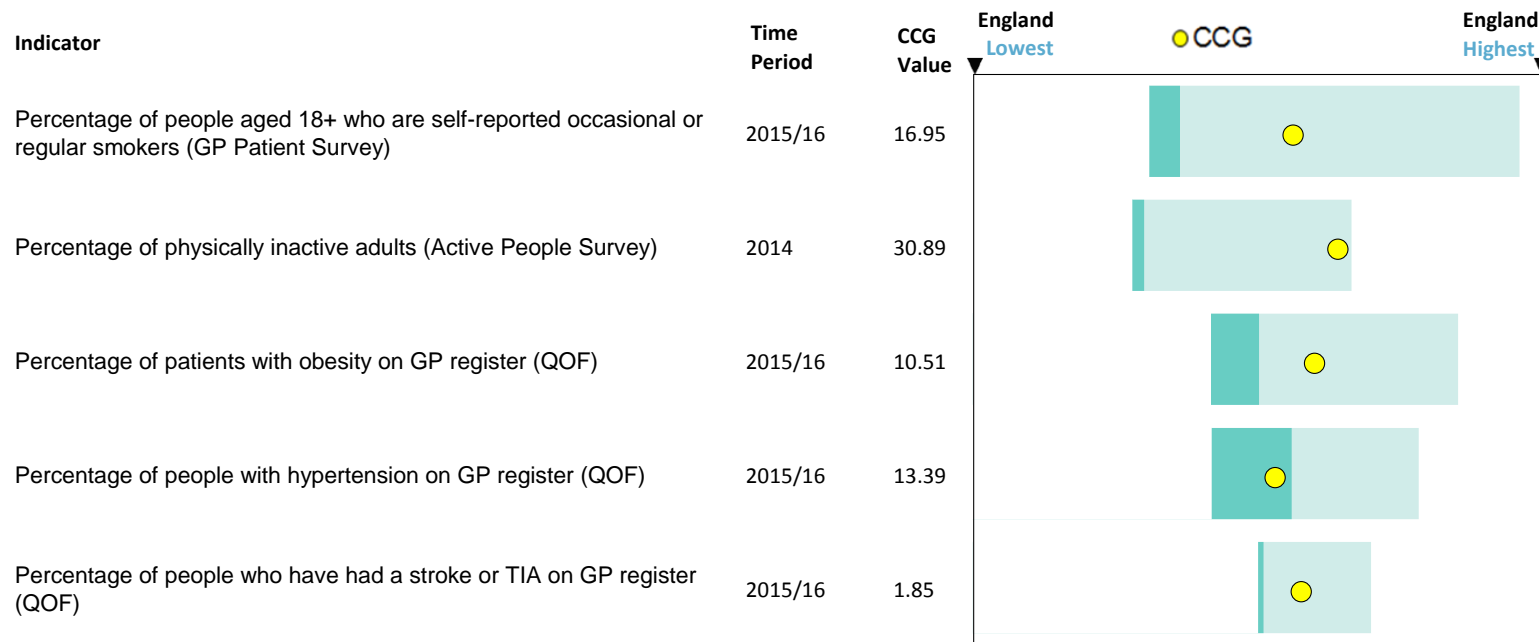 Indicator
Time
Period
CCG
Value
England
Lowest
CCG
England
Highest
Percentage of people aged 18+ who are self-reported occasional or
regular smokers (GP Patient Survey)
2015/16
16.95
Percentage of physically inactive adults (Active People Survey)
2014
30.89
Percentage of patients with obesity on GP register (QOF)
2015/16
10.51
Percentage of people with hypertension on GP register (QOF)
2015/16
13.39
Percentage of people who have had a stroke or TIA on GP register
(QOF)
2015/16
1.85